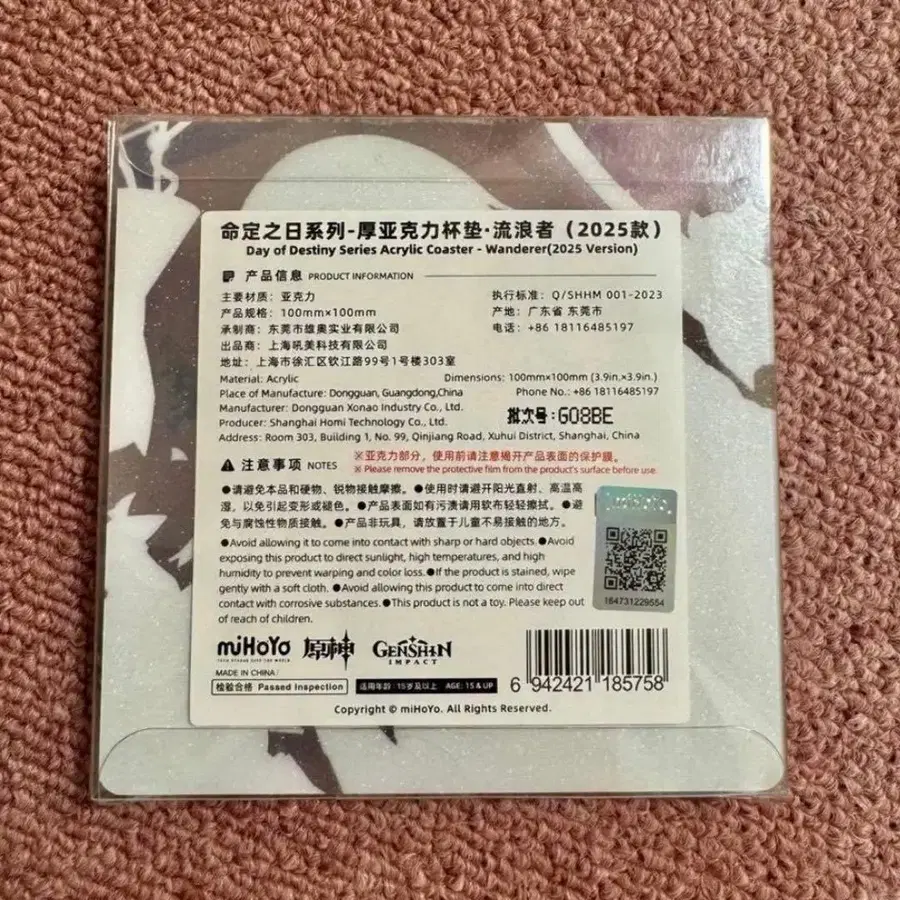 命定之日系列-厚亚克力杯垫·流浪者（2025款）
Day of Destiny Series Acrylic Coaster - Wanderer(2025 Version)
产品信息 PRODUCT INFORMATION
主要材质：亚克力
产品规格：100mm×100mm
承制商：东莞市雄奥实业有限公司
出品商：上海吼美科技有限公司
地址：上海市徐汇区钦江路99号1号楼303室
执行标准：Q/SHHM 001-2023
产地：广东省 东莞市
电话：+86 18116485197
Material: Acrylic Dimensions: 100mm×100mm (3.9in.×3.9in.)
Place of Manufacture: Dongguan, Guangdong,China Phone No.: +86 18116485197
Manufacturer: Dongguan Xonao Industry Co., Ltd.
批次号:G08BE
Producer: Shanghai Homi Technology Co., Ltd.
Address: Room 303, Building 1, No. 99, Qinjiang Road, Xuhui District, Shanghai, China
注意事项 NOTES
※亚克力部分，使用前请注意揭开产品表面的保护膜。
※ Please remove the protective film from the product's surface before use.
●请避免本品和硬物、锐物接触摩擦。●使用时请避开阳光直射、高温高
湿，以免引起变形或褪色。●产品表面如有污渍请用软布轻轻擦拭。●避
免与腐蚀性物质接触。●产品非玩具，请放置于儿童不易接触的地方。
●Avoid allowing it to come into contact with sharp or hard objects.●Avoid
exposing this product to direct sunlight, high temperatures, and high
humidity to prevent warping and color loss.●If the product is stained, wipe
gently with a soft cloth. ●Avoid allowing this product to come into direct
contact with corrosive substances.●This product is not a toy. Please keep out
of reach of children.
miHoYo
164731229554
miHoYo
TECH OTAKUS SAVE THE WORLD
原神
GENSHIN
IMPACT
MADE IN CHINA
检验合格 Passed Inspection
适用年龄：15岁及以上 AGE: 15 & UP
6 942421 185758
Copyright © miHoYo. All Rights Reserved.